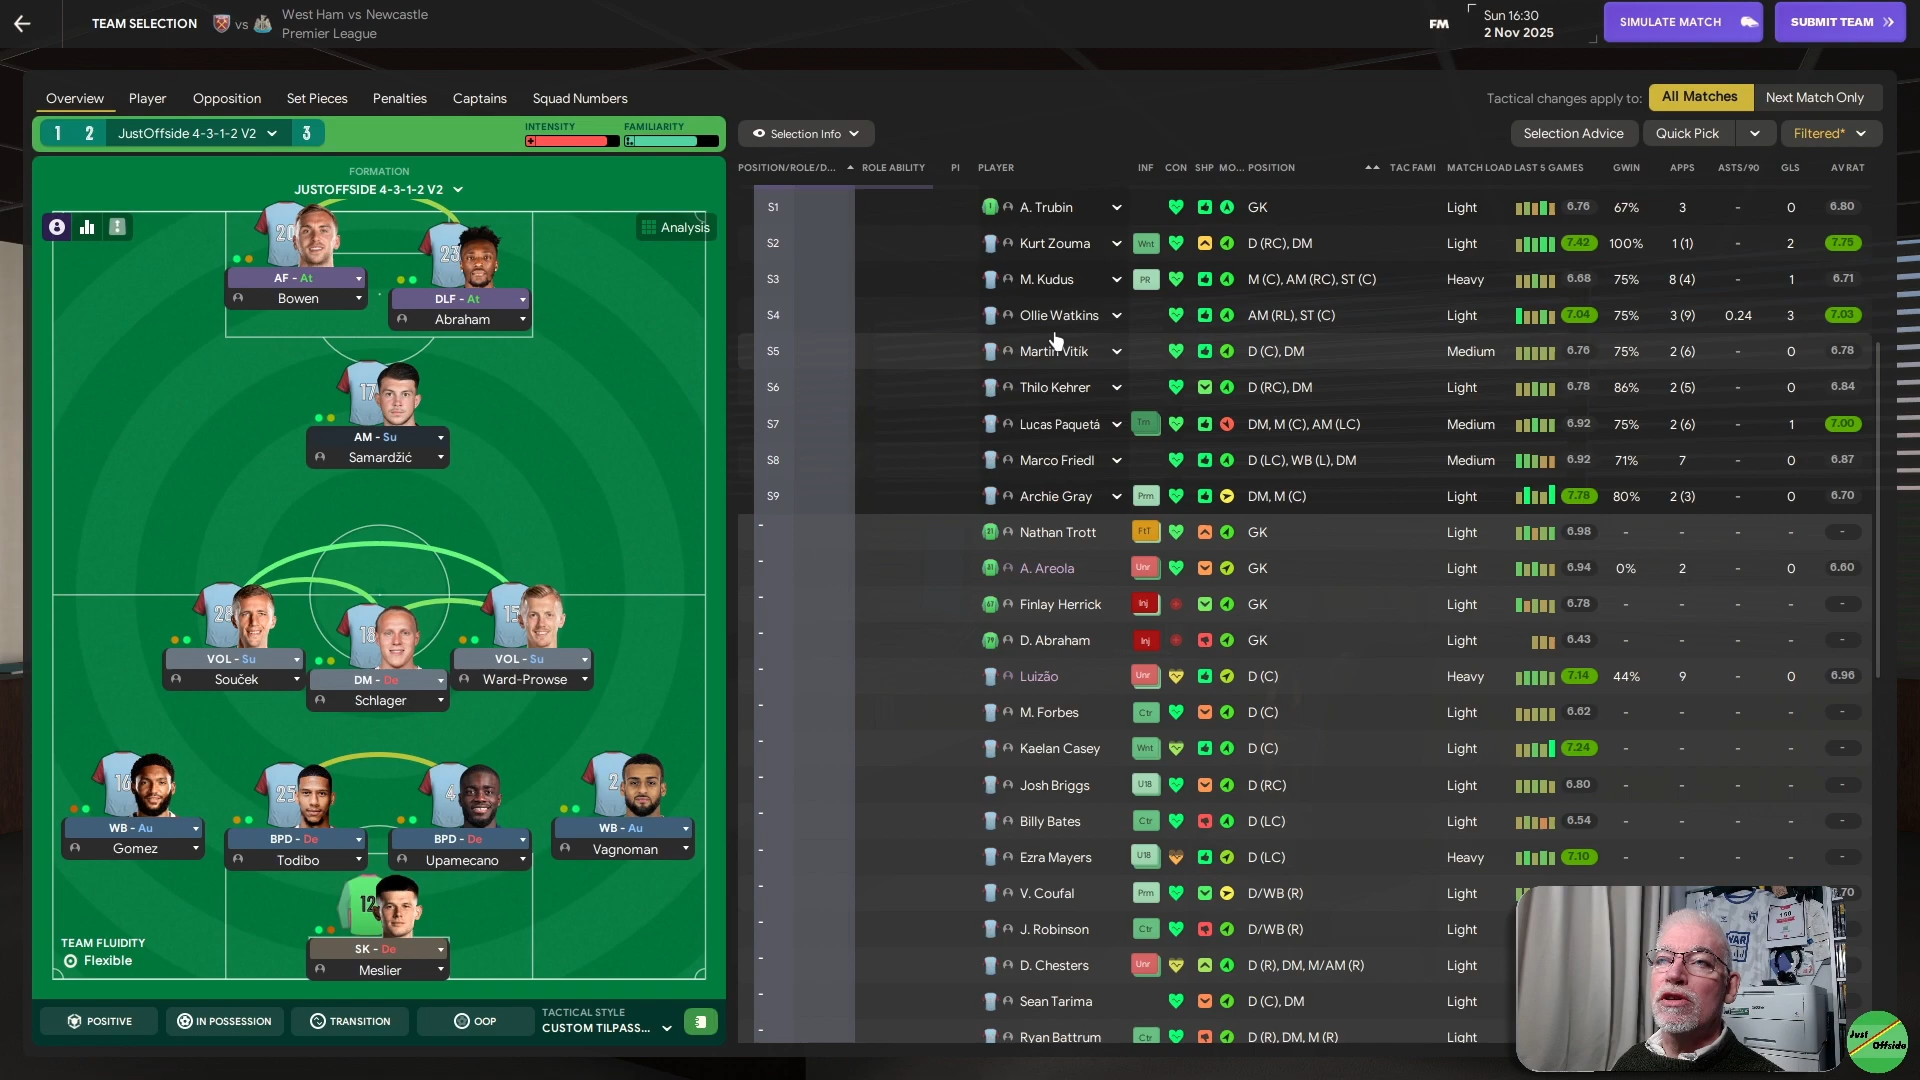 TEAM SELECTION
vs
West Ham vs Newcastle
Premier League
FM
Sun 16:30
2 Nov 2025
SIMULATE MATCH
SUBMIT TEAM
Overview Player Opposition Set Pieces Penalties Captains Squad Numbers
Tactical changes apply to: All Matches Next Match Only
1 2 JustOffside 4-3-1-2 V2 3
INTENSITY FAMILIARITY
Selection Info
Selection Advice Quick Pick Filtered*
FORMATION
JUSTOFFSIDE 4-3-1-2 V2
Analysis
20
AF - At
Bowen
23
DLF - At
Abraham
17
AM - Su
Samardžić
28
VOL - Su
Souček
18
DM - De
Schlager
15
VOL - Su
Ward-Prowse
16
WB - Au
Gomez
25
BPD - De
Todibo
4
BPD - De
Upamecano
2
WB - Au
Vagnoman
12
SK - De
Meslier
TEAM FLUIDITY
Flexible
POSITIVE IN POSSESSION TRANSITION OOP
TACTICAL STYLE
CUSTOM TILPASS...
POSITION/ROLE/D... ROLE ABILITY PI PLAYER INF CON SHP MO... POSITION TAC FAMI MATCH LOAD LAST 5 GAMES GWIN APPS ASTS/90 GLS AV RAT
S1 A. Trubin GK Light 6.76 67% 3 - 0 6.80
S2 Kurt Zouma Wnt D (RC), DM Light 7.42 100% 1 (1) - 2 7.75
S3 M. Kudus PR M (C), AM (RC), ST (C) Heavy 6.68 75% 8 (4) - 1 6.71
S4 Ollie Watkins AM (RL), ST (C) Light 7.04 75% 3 (9) 0.24 3 7.03
S5 Martin Vitík D (C), DM Medium 6.76 75% 2 (6) - 0 6.78
S6 Thilo Kehrer D (RC), DM Light 6.78 86% 2 (5) - 0 6.84
S7 Lucas Paquetá Trn DM, M (C), AM (LC) Medium 6.92 75% 2 (6) - 1 7.00
S8 Marco Friedl D (LC), WB (L), DM Medium 6.92 71% 7 - 0 6.87
S9 Archie Gray Prm DM, M (C) Light 7.78 80% 2 (3) - 0 6.70
- Nathan Trott FtT GK Light 6.98 - - - - -
- A. Areola Unr GK Light 6.94 0% 2 - 0 6.60
- Finlay Herrick Inj GK Light 6.78 - - - - -
- D. Abraham Inj GK Light 6.43 - - - - -
- Luizão Unr D (C) Heavy 7.14 44% 9 - 0 6.96
- M. Forbes Ctr D (C) Light 6.62 - - - - -
- Kaelan Casey Wnt D (C) Light 7.24 - - - - -
- Josh Briggs U18 D (RC) Light 6.80 - - - - -
- Billy Bates Ctr D (LC) Light 6.54 - - - - -
- Ezra Mayers U18 D (LC) Heavy 7.10 - - - - -
- V. Coufal Prm D/WB (R) Light
- J. Robinson Ctr D/WB (R) Light
- D. Chesters Unr D (R), DM, M/AM (R) Light
- Sean Tarima D (C), DM Light
- Ryan Battrum Ctr D (R), DM, M (R) Light
VAR
Just Offside